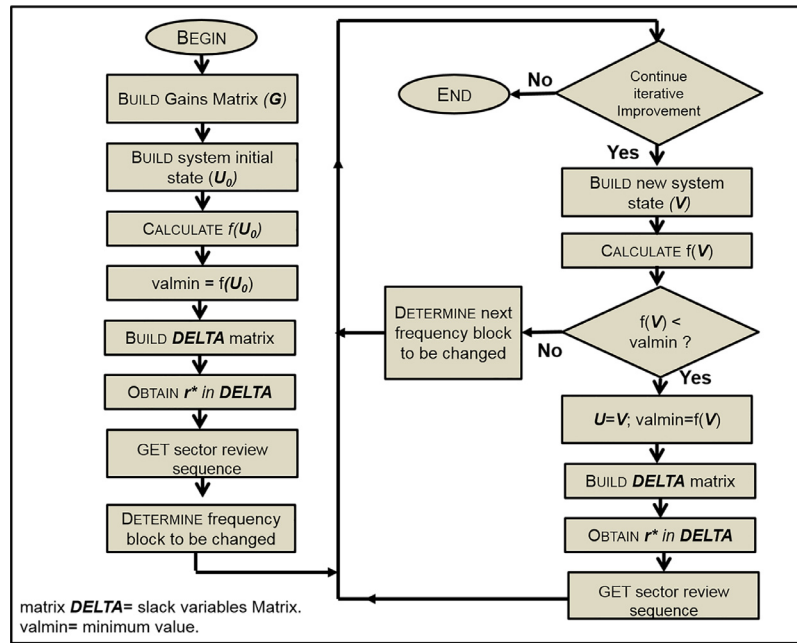 BEGIN
BUILD Gains Matrix (G)
BUILD system initial
state (U0)
CALCULATE f(U0)
valmin = f(U0)
BUILD DELTA matrix
OBTAIN r* in DELTA
GET sector review
sequence
DETERMINE frequency
block to be changed
matrix DELTA= slack variables Matrix.
valmin= minimum value.
Continue
iterative
Improvement
No
END
Yes
BUILD new system
state (V)
CALCULATE f(V)
f(V) <
valmin ?
No
DETERMINE next
frequency block
to be changed
Yes
U=V; valmin=f(V)
BUILD DELTA matrix
OBTAIN r* in DELTA
GET sector review
sequence